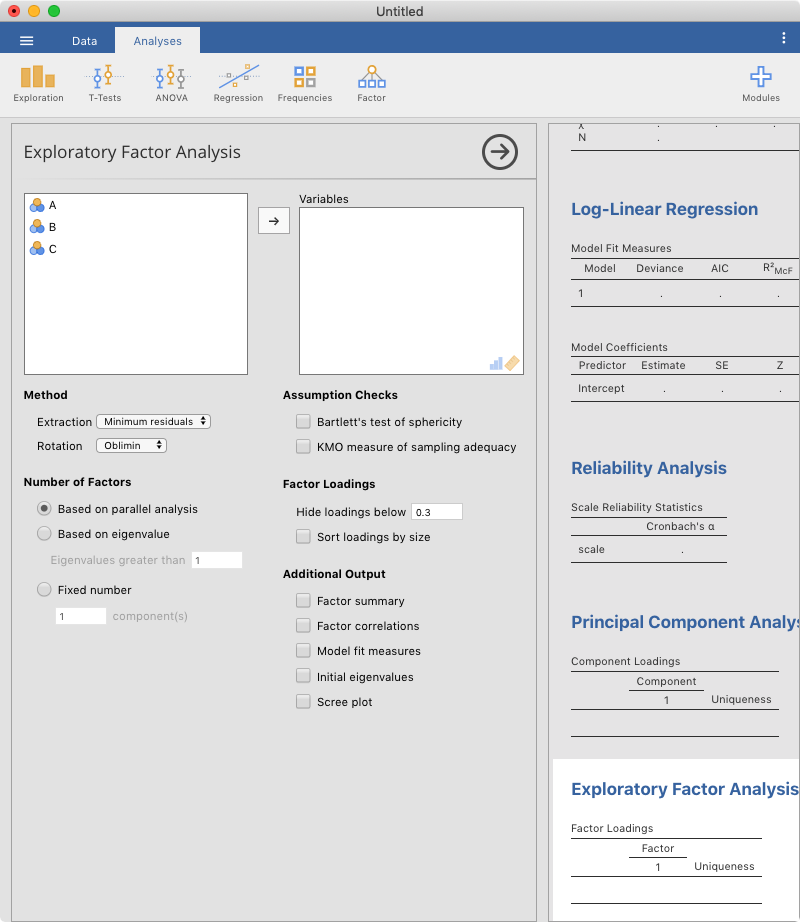 Untitled
Data
Analyses
Exploration
T-Tests
ANOVA
Regression
Frequencies
Factor
Modules
Exploratory Factor Analysis
A
B
C
Variables
Method
Extraction Minimum residuals
Rotation Oblimin
Number of Factors
Based on parallel analysis
Based on eigenvalue
Eigenvalues greater than 1
Fixed number
1 component(s)
Assumption Checks
Bartlett's test of sphericity
KMO measure of sampling adequacy
Factor Loadings
Hide loadings below 0.3
Sort loadings by size
Additional Output
Factor summary
Factor correlations
Model fit measures
Initial eigenvalues
Scree plot
N .
Log-Linear Regression
Model Fit Measures
Model Deviance AIC R²McF
1 . . .
Model Coefficients
Predictor Estimate SE Z
Intercept . . .
Reliability Analysis
Scale Reliability Statistics
Cronbach's α
scale .
Principal Component Analys
Component Loadings
Component
1 Uniqueness
Exploratory Factor Analysis
Factor Loadings
Factor
1 Uniqueness